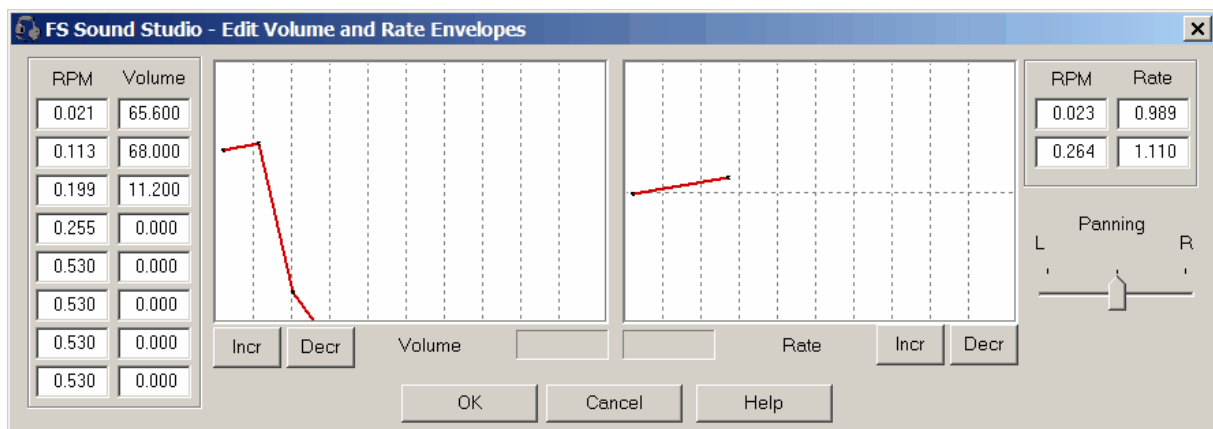 FS Sound Studio - Edit Volume and Rate Envelopes
RPM Volume
0.021 65.600
0.113 68.000
0.199 11.200
0.255 0.000
0.530 0.000
0.530 0.000
0.530 0.000
0.530 0.000
Incr Decr Volume
Rate Incr Decr
RPM Rate
0.023 0.989
0.264 1.110
Panning
L R
OK Cancel Help